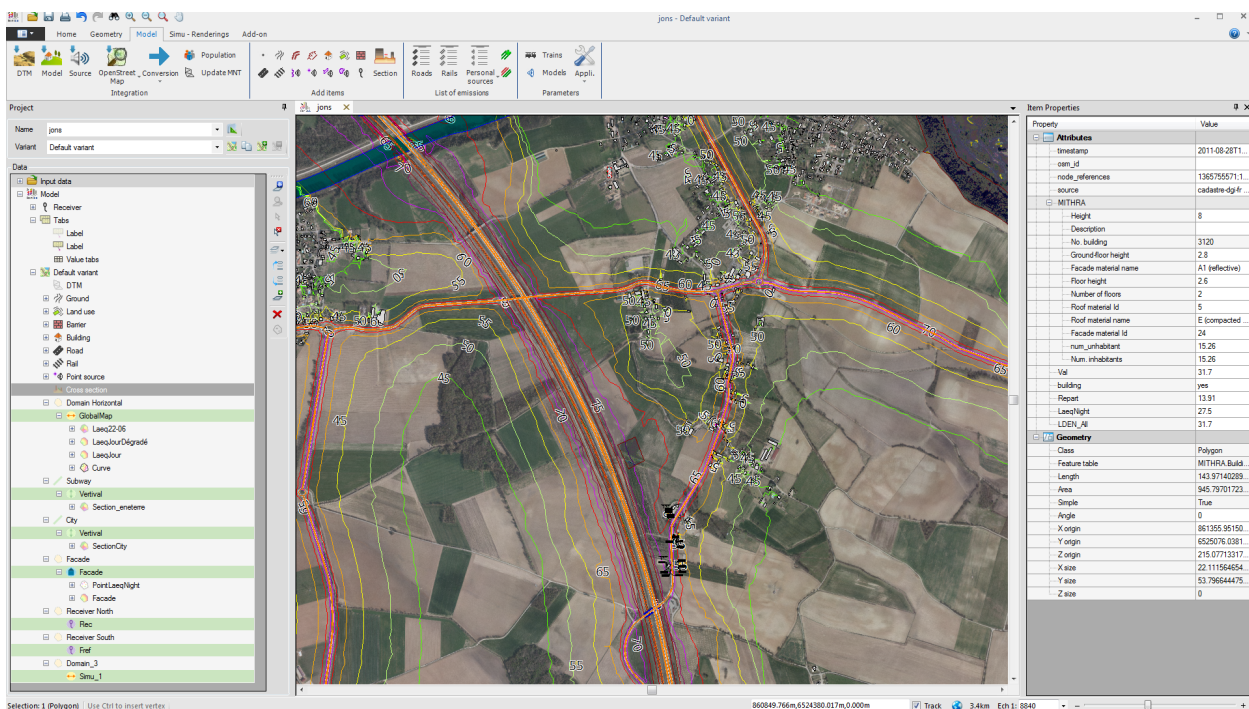 jons - Default variant
Home Geometry Model Simu - Renderings Add-on
DTM Model Source OpenStreet Map Conversion Population Update MNT
Section Roads Rails Personal sources Trains Models Appli.
Integration Add items List of emissions Parameters
Project
jons
Item Properties
Name jons
Variant Default variant
Data
Input data
Model
Receiver
Tabs
Label
Label
Value tabs
Default variant
DTM
Ground
Land use
Barrier
Building
Road
Rail
Point source
Cross section
Domain Horizontal
GlobalMap
Laeq22-06
LaeqJourDégradé
LaeqJour
Curve
Subway
Vertival
Section_eneterre
City
Vertival
SectionCity
Facade
Facade
PointLaeqNight
Facade
Receiver North
Rec
Receiver South
Fref
Domain_3
Simu_1
Property Value
Attributes
timestamp 2011-08-28T1...
osm_id
node_references 1365755571;1...
source cadastre-dgi-fr ...
MITHRA
Height 8
Description
No. building 3120
Ground-floor height 2.8
Facade material name A1 (reflective)
Floor height 2.6
Number of floors 2
Roof material Id 5
Roof material name E (compacted ...
Facade material Id 24
num_unhabitant 15.26
Num. inhabitants 15.26
Val 31.7
building yes
Repart 13.91
LaeqNight 27.5
LDEN_All 31.7
Geometry
Class Polygon
Feature table MITHRA.Buildi...
Length 143.97140289...
Area 945.79701723...
Simple True
Angle 0
X origin 861355.95150...
Y origin 6525076.0381...
Z origin 215.07713317...
X size 22.111564654...
Y size 53.796644475...
Z size 0
Selection: 1 (Polygon) Use Ctrl to insert vertex
860849.766m,6524380.017m,0.000m Track 3.4km Ech 1: 8840